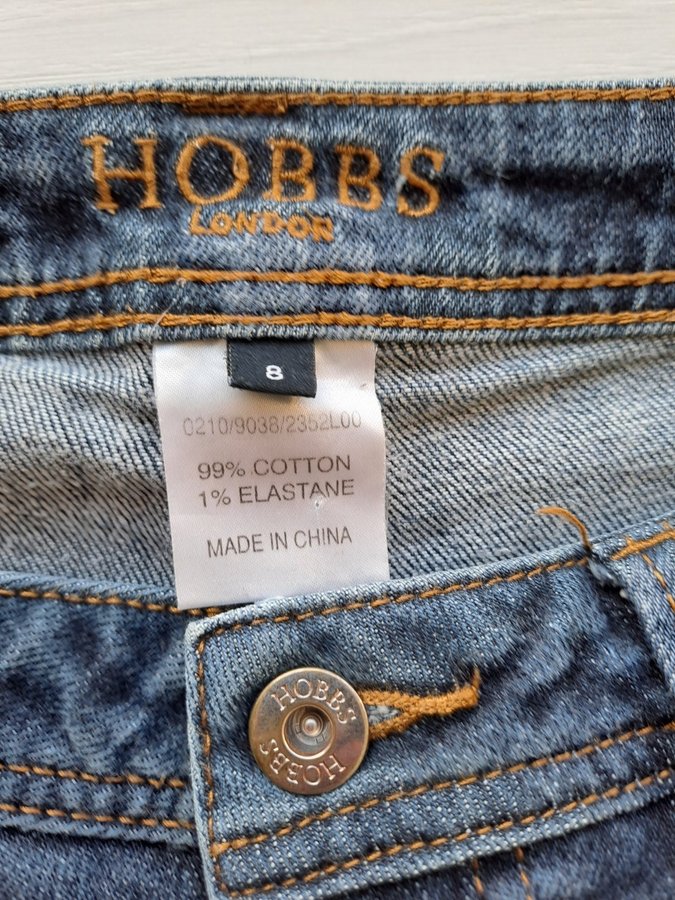 HOBBS
LONDON
8
0210/9038/2352L00
99% COTTON
1% ELASTANE
MADE IN CHINA
HOBBS
HOBBS